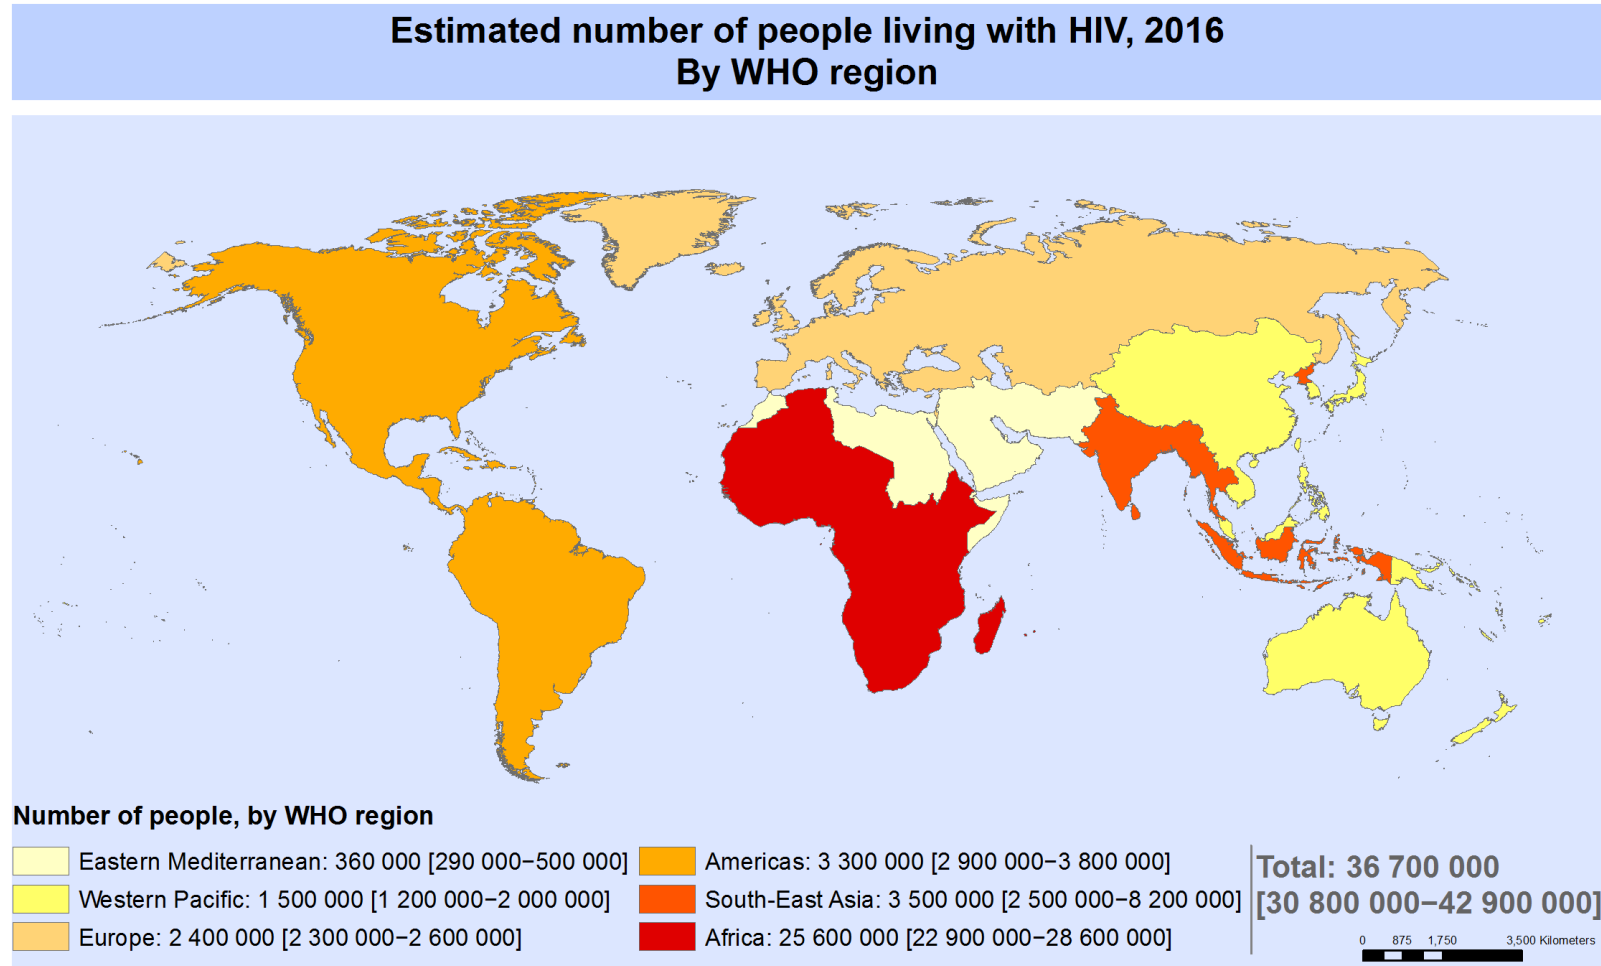 Estimated number of people living with HIV, 2016
By WHO region
Number of people, by WHO region
Eastern Mediterranean: 360 000 [290 000–500 000]
Western Pacific: 1 500 000 [1 200 000–2 000 000]
Europe: 2 400 000 [2 300 000–2 600 000]
Americas: 3 300 000 [2 900 000–3 800 000]
South-East Asia: 3 500 000 [2 500 000–8 200 000]
Africa: 25 600 000 [22 900 000–28 600 000]
Total: 36 700 000
[30 800 000–42 900 000]
0 875 1,750 3,500 Kilometers